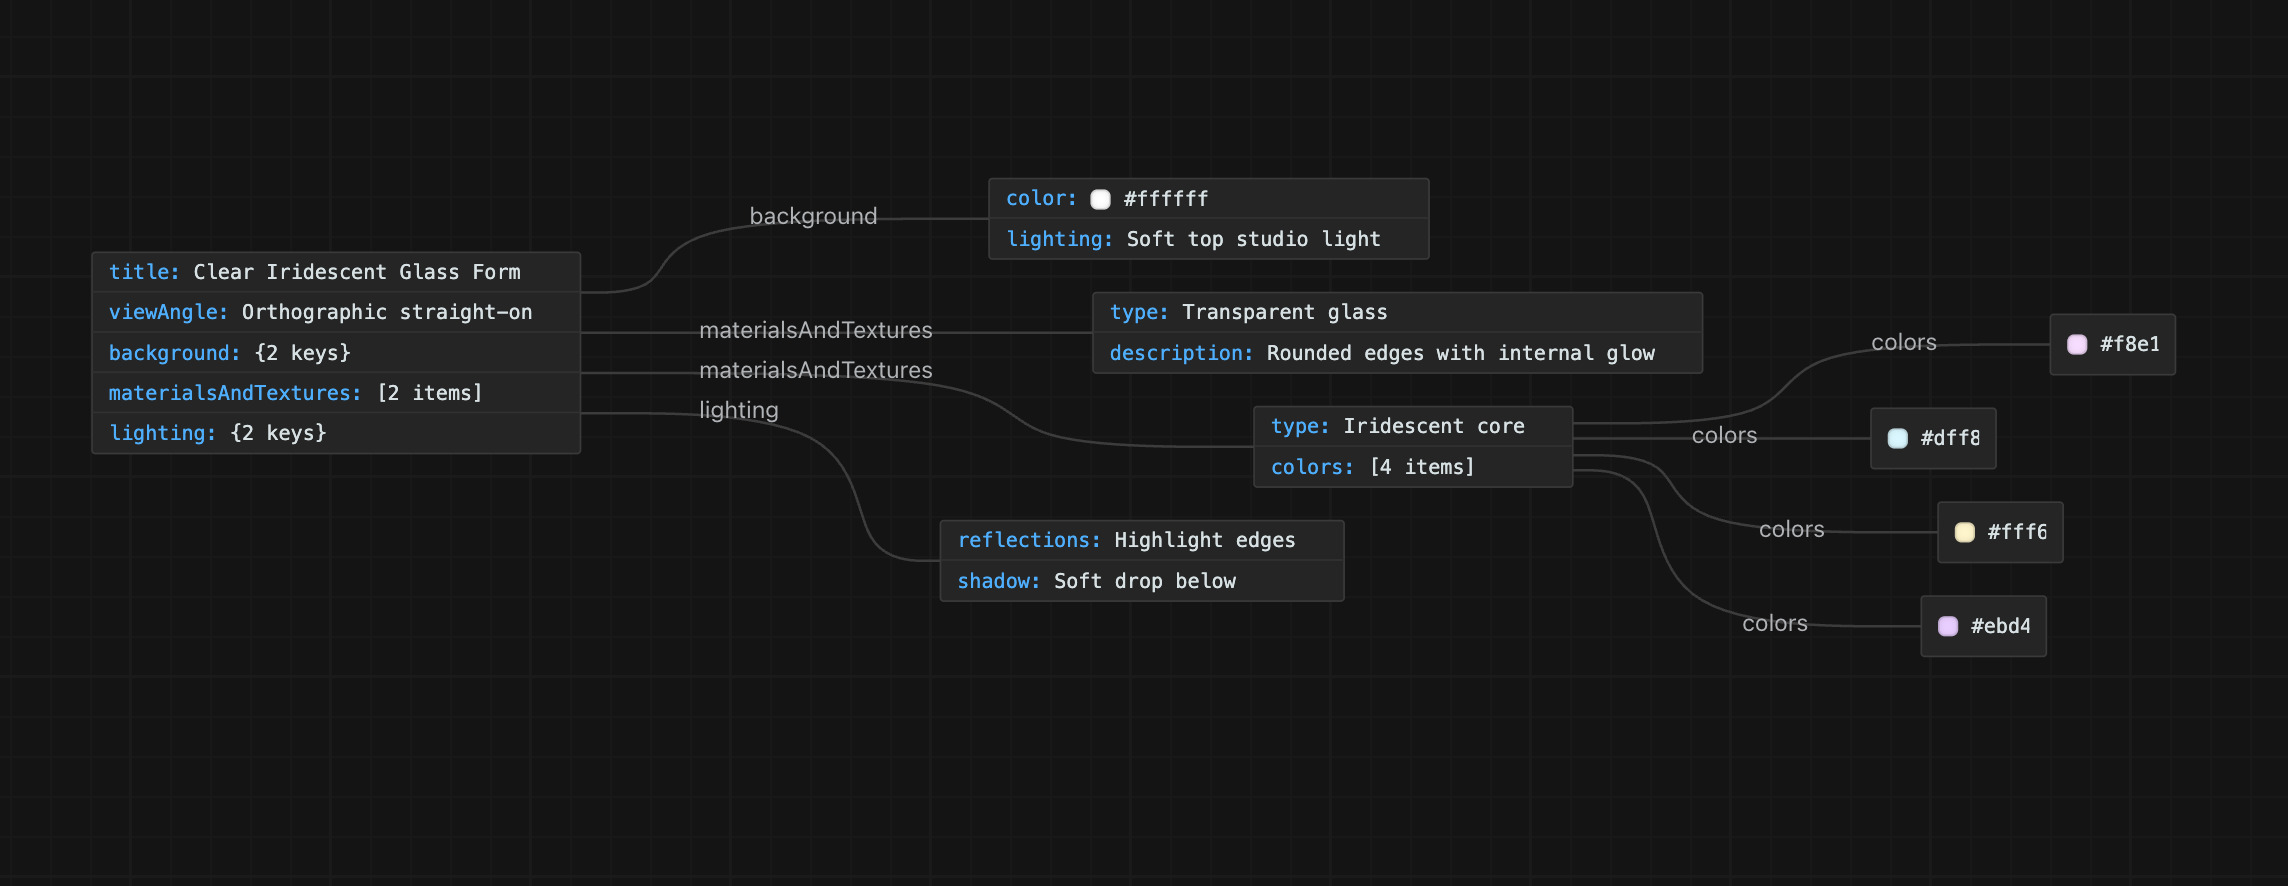 title: Clear Iridescent Glass Form
viewAngle: Orthographic straight-on
background: {2 keys}
materialsAndTextures: [2 items]
lighting: {2 keys}
background
materialsAndTextures
materialsAndTextures
lighting
color: #ffffff
lighting: Soft top studio light
type: Transparent glass
description: Rounded edges with internal glow
type: Iridescent core
colors: [4 items]
reflections: Highlight edges
shadow: Soft drop below
colors
#f8e1
colors
#dff8
colors
#fff6
colors
#ebd4